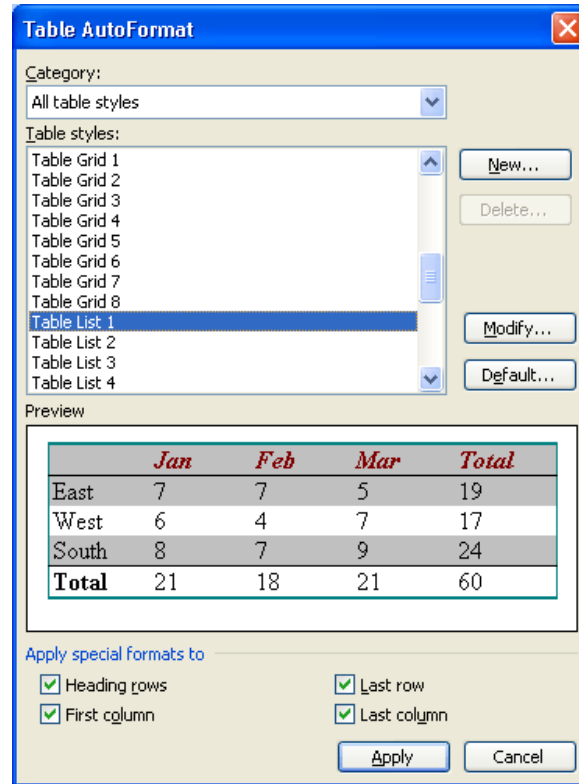 Table AutoFormat
Category:
All table styles
Table styles:
Table Grid 1
Table Grid 2
Table Grid 3
Table Grid 4
Table Grid 5
Table Grid 6
Table Grid 7
Table Grid 8
Table List 1
Table List 2
Table List 3
Table List 4
New...
Delete...
Modify...
Default...
Preview
Jan Feb Mar Total
East 7 7 5 19
West 6 4 7 17
South 8 7 9 24
Total 21 18 21 60
Apply special formats to
Heading rows Last row
First column Last column
Apply Cancel